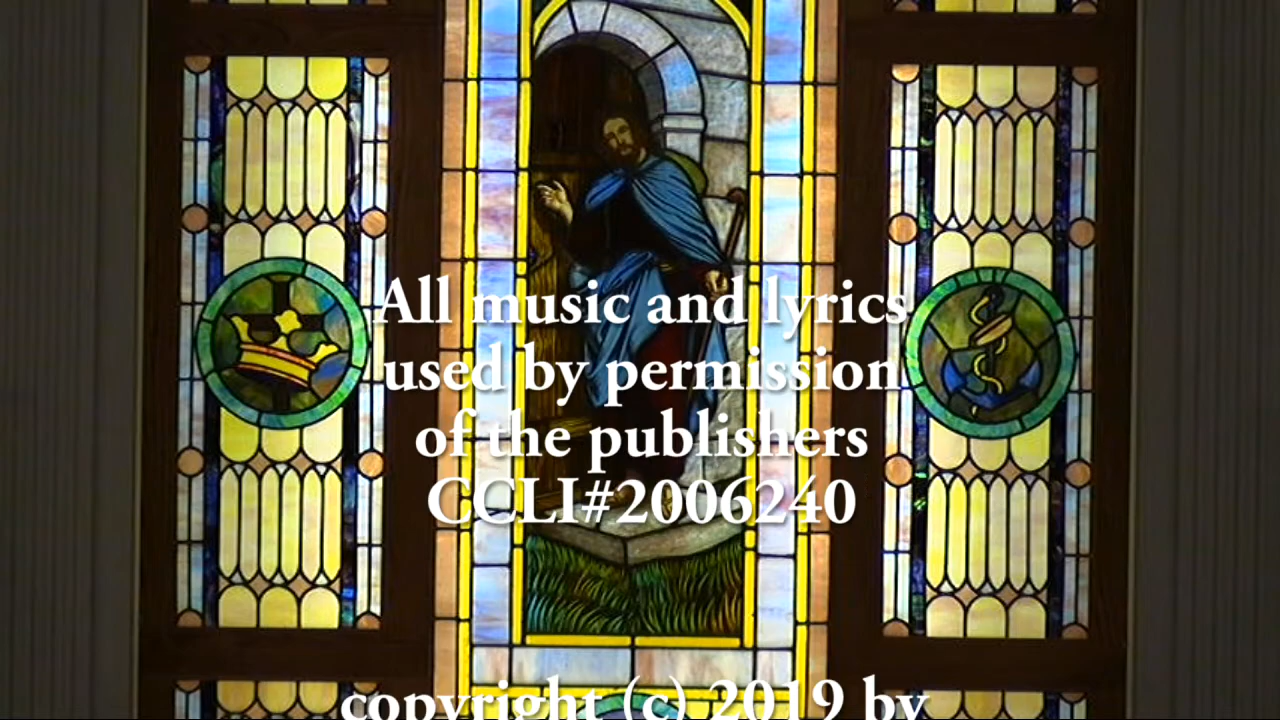 All music and lyrics
used by permission
of the publishers
CCLI#2006240
copyright (c) 2019 by